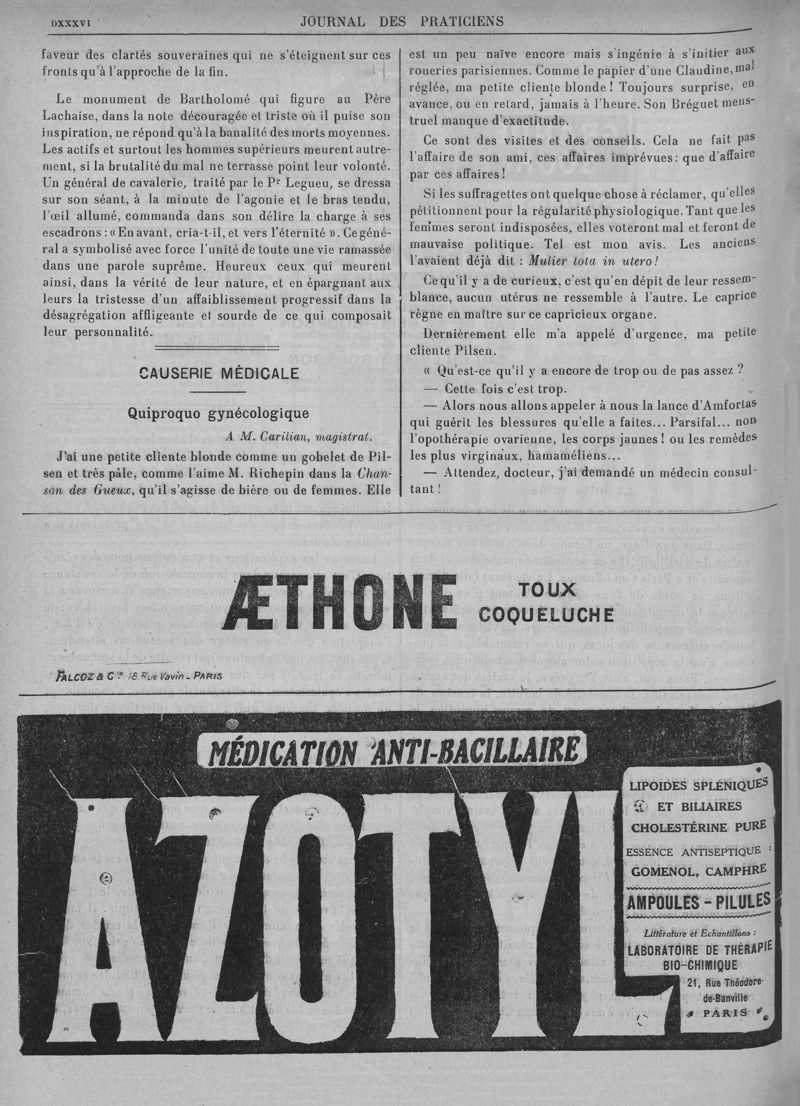 DXXXVI
JOURNAL DES PRATICIENS
faveur des clartés souveraines qui ne s'éteignent sur ces
fronts qu'à l'approche de la fin.
Le monument de Bartholomé qui figure au Père
Lachaise, dans la note découragée et triste où il puise son
inspiration, ne répond qu'à la banalité des morts moyennes.
Les actifs et surtout les hommes supérieurs meurent autre-
ment, si la brutalité du mal ne terrasse point leur volonté.
Un général de cavalerie, traité par le Pr Legueu, se dressa
sur son séant, à la minute de l'agonie et le bras tendu,
l'œil allumé, commanda dans son délire la charge à ses
escadrons : « En avant, cria-t-il, et vers l'éternité ». Ce géné-
ral a symbolisé avec force l'unité de toute une vie ramassée
dans une parole suprême. Heureux ceux qui meurent
ainsi, dans la vérité de leur nature, et en épargnant aux
leurs la tristesse d'un affaiblissement progressif dans la
désagrégation affligeante et sourde de ce qui composait
leur personnalité.
CAUSERIE MÉDICALE
Quiproquo gynécologique
A M. Carilian, magistrat.
J'ai une petite cliente blonde comme un gobelet de Pil-
sen et très pâle, comme l'aime M. Richepin dans la Chan-
son des Gueux, qu'il s'agisse de bière ou de femmes. Elle
est un peu naïve encore mais s'ingénie à s'initier aux
roueries parisiennes. Comme le papier d'une Claudine, mal
réglée, ma petite cliente blonde ! Toujours surprise, en
avance, ou en retard, jamais à l'heure. Son Bréguet mens-
truel manque d'exactitude.
Ce sont des visites et des conseils. Cela ne fait pas
l'affaire de son ami, ces affaires imprévues : que d'affaire
par ces affaires !
Si les suffragettes ont quelque chose à réclamer, qu'elles
pétitionnent pour la régularité physiologique. Tant que les
femmes seront indisposées, elles voteront mal et feront de
mauvaise politique. Tel est mon avis. Les anciens
l'avaient déjà dit : Mulier tota in utero !
Ce qu'il y a de curieux, c'est qu'en dépit de leur ressem-
blance, aucun utérus ne ressemble à l'autre. Le caprice
règne en maître sur ce capricieux organe.
Dernièrement elle m'a appelé d'urgence, ma petite
cliente Pilsen.
« Qu'est-ce qu'il y a encore de trop ou de pas assez ?
— Cette fois c'est trop.
— Alors nous allons appeler à nous la lance d'Amfortas
qui guérit les blessures qu'elle a faites... Parsifal... non
l'opothérapie ovarienne, les corps jaunes ! ou les remèdes
les plus virginaux, hamaméliens...
— Attendez, docteur, j'ai demandé un médecin consul-
tant !
ÆTHONE
TOUX
COQUELUCHE
FALCOZ & Cie 18 Rue Vavin - PARIS
MÉDICATION ANTI-BACILLAIRE
AZOTYL
LIPOIDES SPLÉNIQUES
ET BILIAIRES
CHOLESTÉRINE PURE
ESSENCE ANTISEPTIQUE :
GOMENOL, CAMPHRE
AMPOULES - PILULES
Littérature et Echantillons :
LABORATOIRE DE THÉRAPIE
BIO-CHIMIQUE
21, Rue Théodore-
de-Banville
PARIS